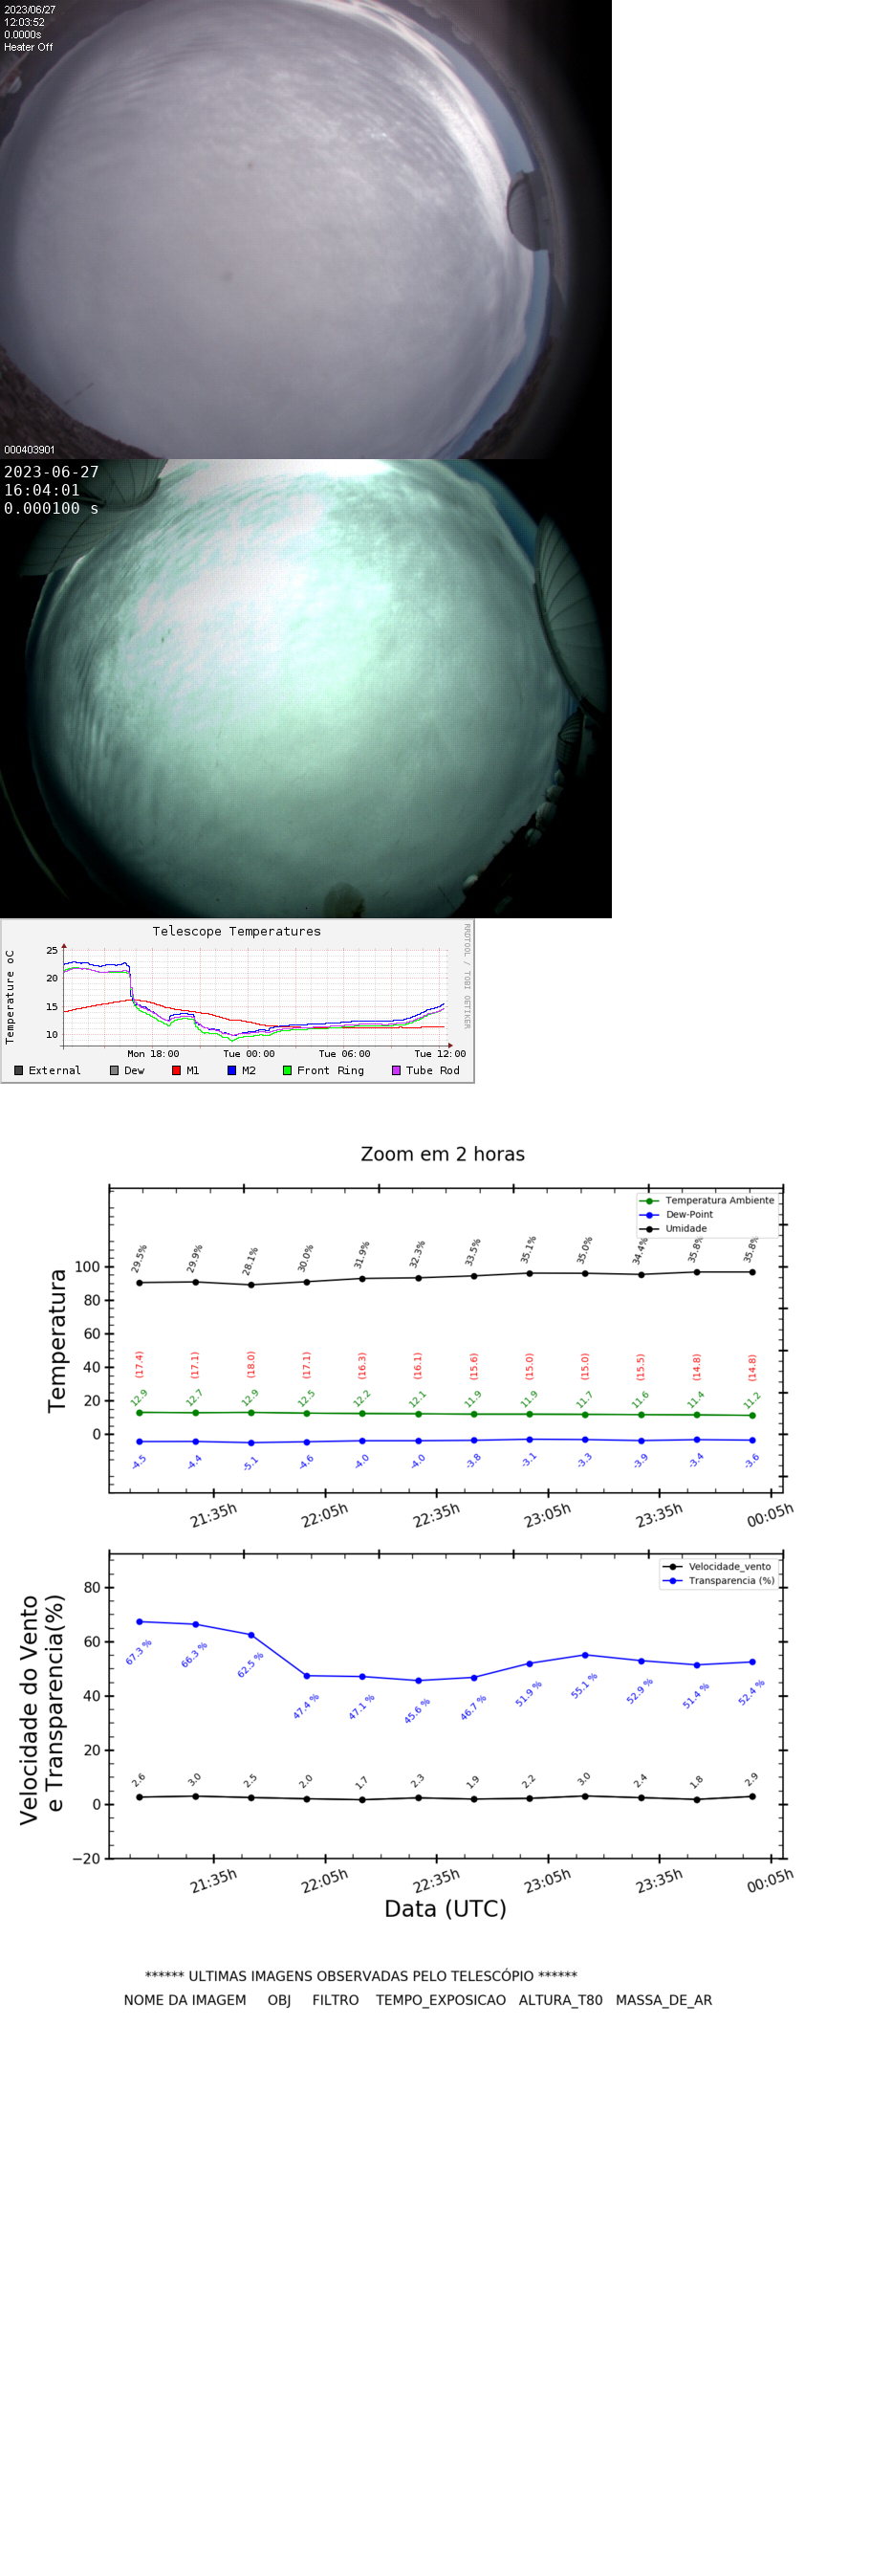 2023/06/27
12:03:52
0.0000s
Heater Off
000403901
2023-06-27
16:04:01
0.000100 s
Telescope Temperatures
RRDTOOL / TOBI OETIKER
Temperature oC
25
20
15
10
Mon 18:00 Tue 00:00 Tue 06:00 Tue 12:00
External Dew M1 M2 Front Ring Tube Rod
Zoom em 2 horas
Temperatura Ambiente
Dew-Point
Umidade
Temperatura
100
80
60
40
20
0
29.5% 29.9% 28.1% 30.0% 31.9% 32.3% 33.5% 35.1% 35.0% 34.4% 35.8% 35.8%
(17.4) (17.1) (18.0) (17.1) (16.3) (16.1) (15.6) (15.0) (15.0) (15.5) (14.8) (14.8)
12.9 12.7 12.9 12.5 12.2 12.1 11.9 11.9 11.7 11.6 11.4 11.2
-4.5 -4.4 -5.1 -4.6 -4.0 -4.0 -3.8 -3.1 -3.3 -3.9 -3.4 -3.6
21:35h 22:05h 22:35h 23:05h 23:35h 00:05h
Velocidade_vento
Transparencia (%)
Velocidade do Vento
e Transparencia(%)
80
60
40
20
0
−20
67.3 % 66.3 % 62.5 % 47.4 % 47.1 % 45.6 % 46.7 % 51.9 % 55.1 % 52.9 % 51.4 % 52.4 %
2.6 3.0 2.5 2.0 1.7 2.3 1.9 2.2 3.0 2.4 1.8 2.9
21:35h 22:05h 22:35h 23:05h 23:35h 00:05h
Data (UTC)
****** ULTIMAS IMAGENS OBSERVADAS PELO TELESCÓPIO ******
NOME DA IMAGEM OBJ FILTRO TEMPO_EXPOSICAO ALTURA_T80 MASSA_DE_AR